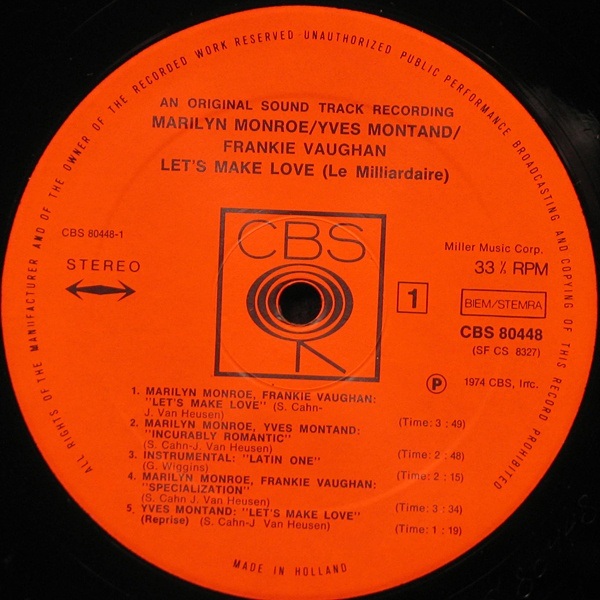 ALL RIGHTS OF THE MANUFACTURER AND OF THE OWNER OF THE RECORDED WORK RESERVED · UNAUTHORIZED PUBLIC PERFORMANCE BROADCASTING AND COPYING OF THIS RECORD PROHIBITED
AN ORIGINAL SOUND TRACK RECORDING
MARILYN MONROE/YVES MONTAND/
FRANKIE VAUGHAN
LET'S MAKE LOVE (Le Milliardaire)
CBS 80448-1
STEREO
CBS
Miller Music Corp.
33 ⅓ RPM
1
BIEM/STEMRA
CBS 80448
(SF CS 8327)
Ⓟ 1974 CBS, Inc.
1. MARILYN MONROE, FRANKIE VAUGHAN:
"LET'S MAKE LOVE" (S. Cahn-
J. Van Heusen) (Time: 3 : 49)
2. MARILYN MONROE, YVES MONTAND:
"INCURABLY ROMANTIC"
(S. Cahn-J. Van Heusen) (Time: 2 : 48)
3. INSTRUMENTAL: "LATIN ONE"
(G. Wiggins) (Time: 2 : 15)
4. MARILYN MONROE, FRANKIE VAUGHAN:
"SPECIALIZATION"
(S. Cahn J. Van Heusen) (Time: 3 : 34)
5. YVES MONTAND: "LET'S MAKE LOVE"
(Reprise) (S. Cahn-J Van Heusen) (Time: 1 : 19)
MADE IN HOLLAND